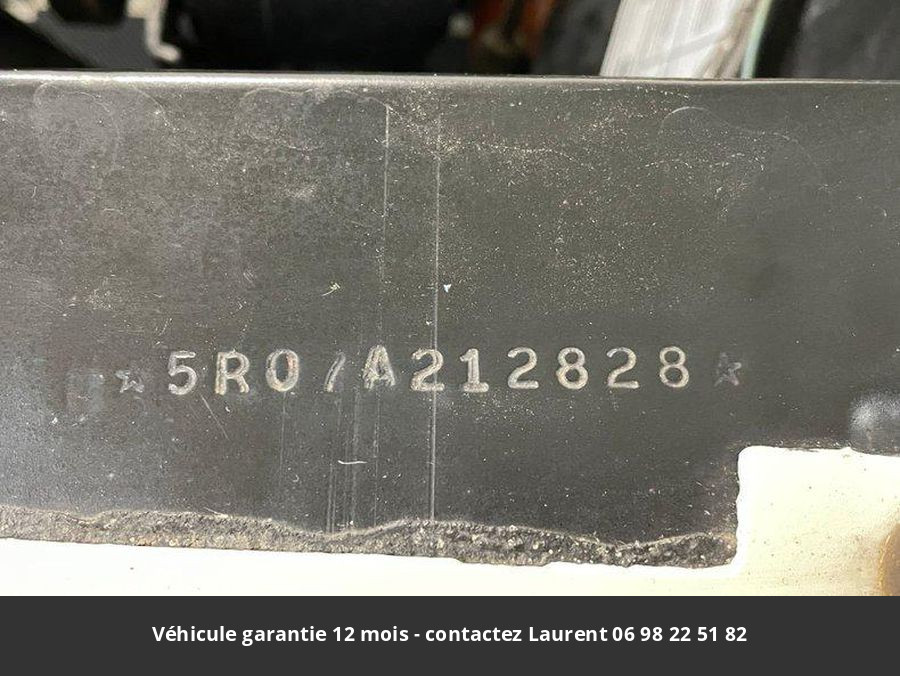 ☆5R07A212828☆
Véhicule garantie 12 mois - contactez Laurent 06 98 22 51 82